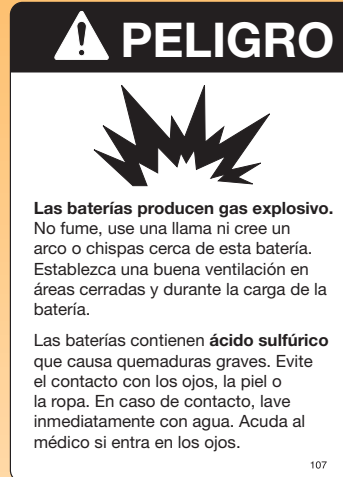 PELIGRO
Las baterías producen gas explosivo.
No fume, use una llama ni cree un
arco o chispas cerca de esta batería.
Establezca una buena ventilación en
áreas cerradas y durante la carga de la
batería.
Las baterías contienen ácido sulfúrico
que causa quemaduras graves. Evite
el contacto con los ojos, la piel o
la ropa. En caso de contacto, lave
inmediatamente con agua. Acuda al
médico si entra en los ojos.
107